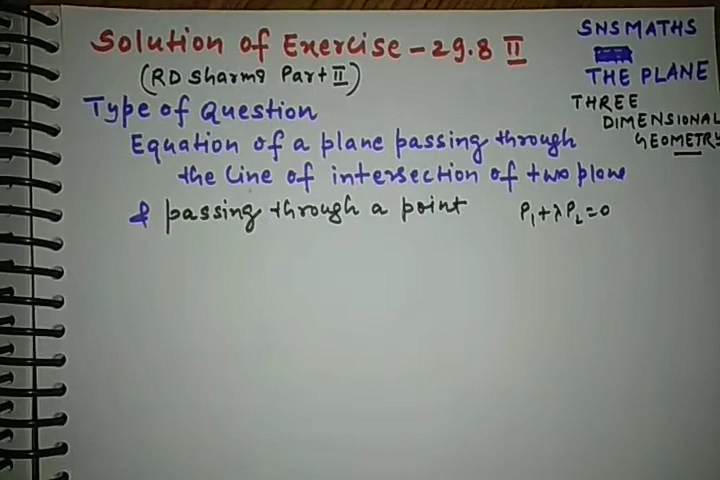 Solution of Exercise - 29.8 II
(RD Sharma Part II)
Type of Question
Equation of a plane passing through
the line of intersection of two plane
& passing through a point P₁+λP₂=0
SNS MATHS
THE PLANE
THREE
DIMENSIONAL
GEOMETRY